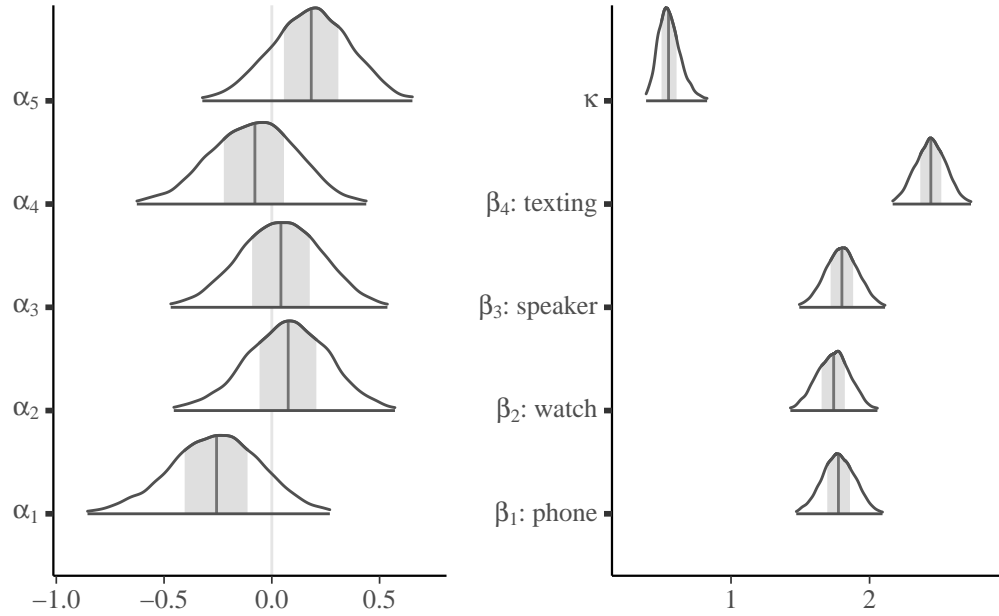 α5
α4
α3
α2
α1
−1.0 −0.5 0.0 0.5
κ
β4: texting
β3: speaker
β2: watch
β1: phone
1 2